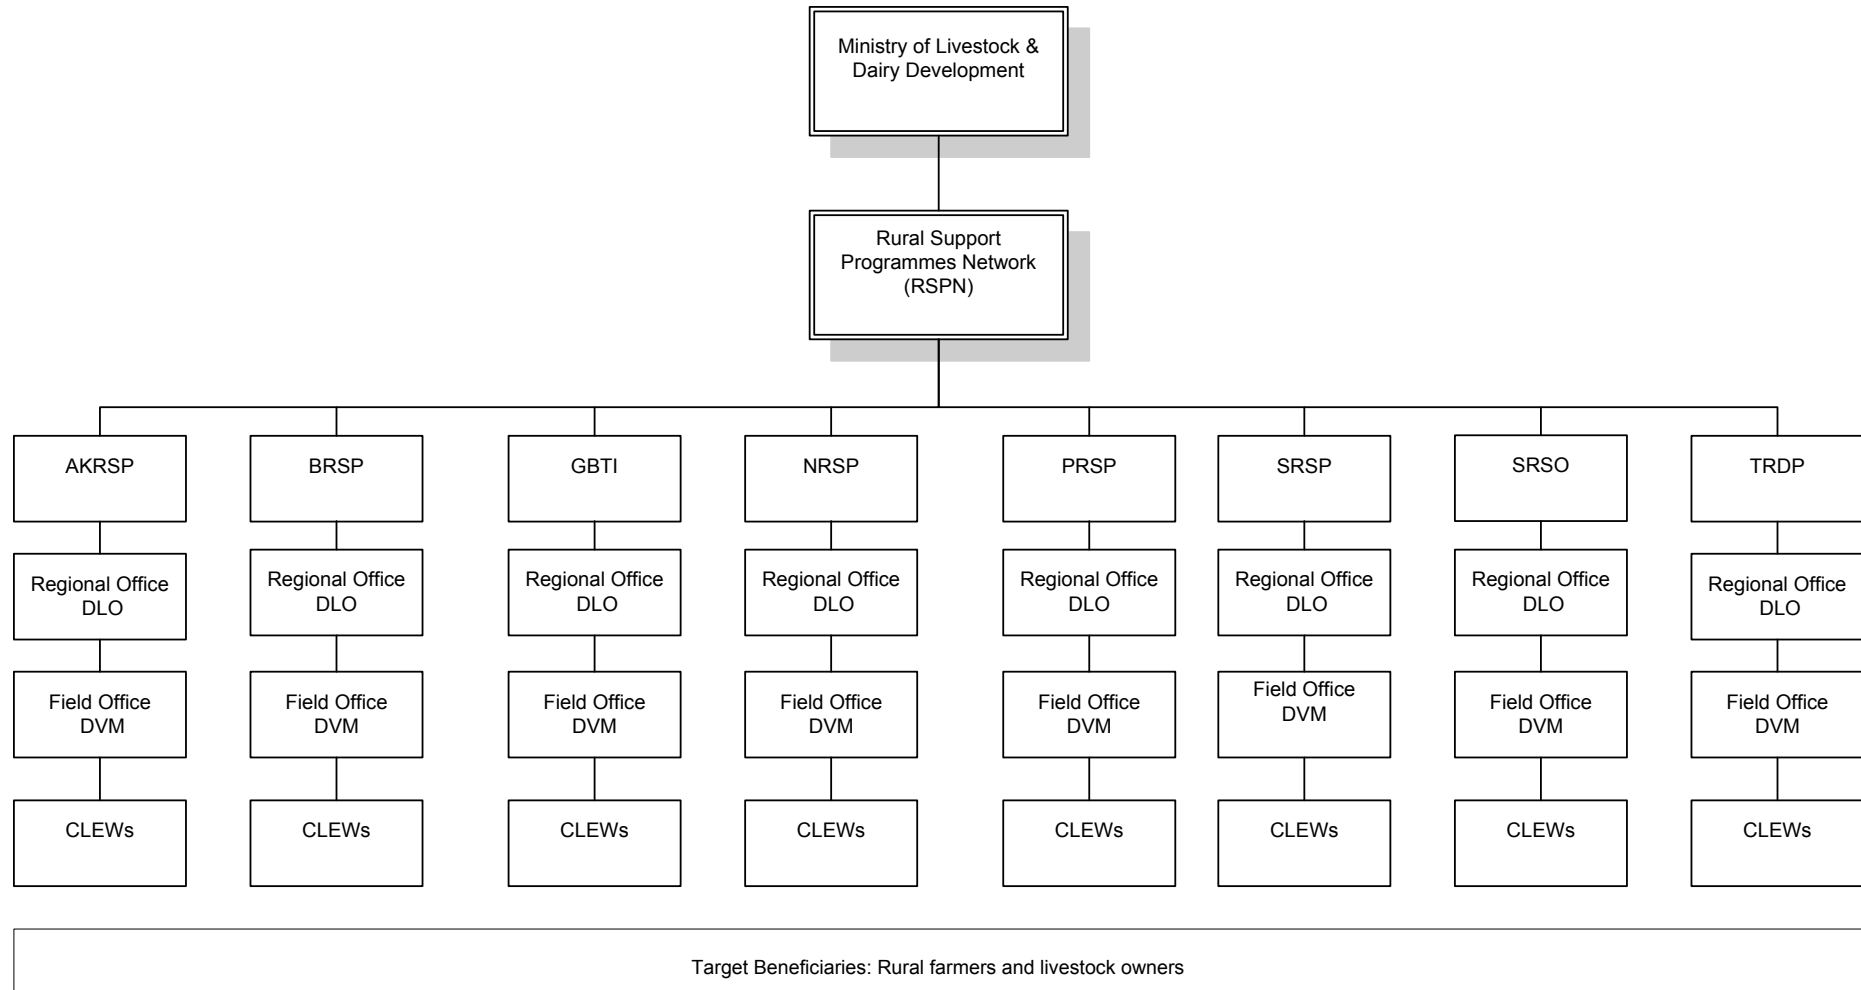 Ministry of Livestock &
Dairy Development
Rural Support
Programmes Network
(RSPN)
AKRSP
BRSP
GBTI
NRSP
PRSP
SRSP
SRSO
TRDP
Regional Office
DLO
Regional Office
DLO
Regional Office
DLO
Regional Office
DLO
Regional Office
DLO
Regional Office
DLO
Regional Office
DLO
Regional Office
DLO
Field Office
DVM
Field Office
DVM
Field Office
DVM
Field Office
DVM
Field Office
DVM
Field Office
DVM
Field Office
DVM
Field Office
DVM
CLEWs
CLEWs
CLEWs
CLEWs
CLEWs
CLEWs
CLEWs
CLEWs
Target Beneficiaries: Rural farmers and livestock owners